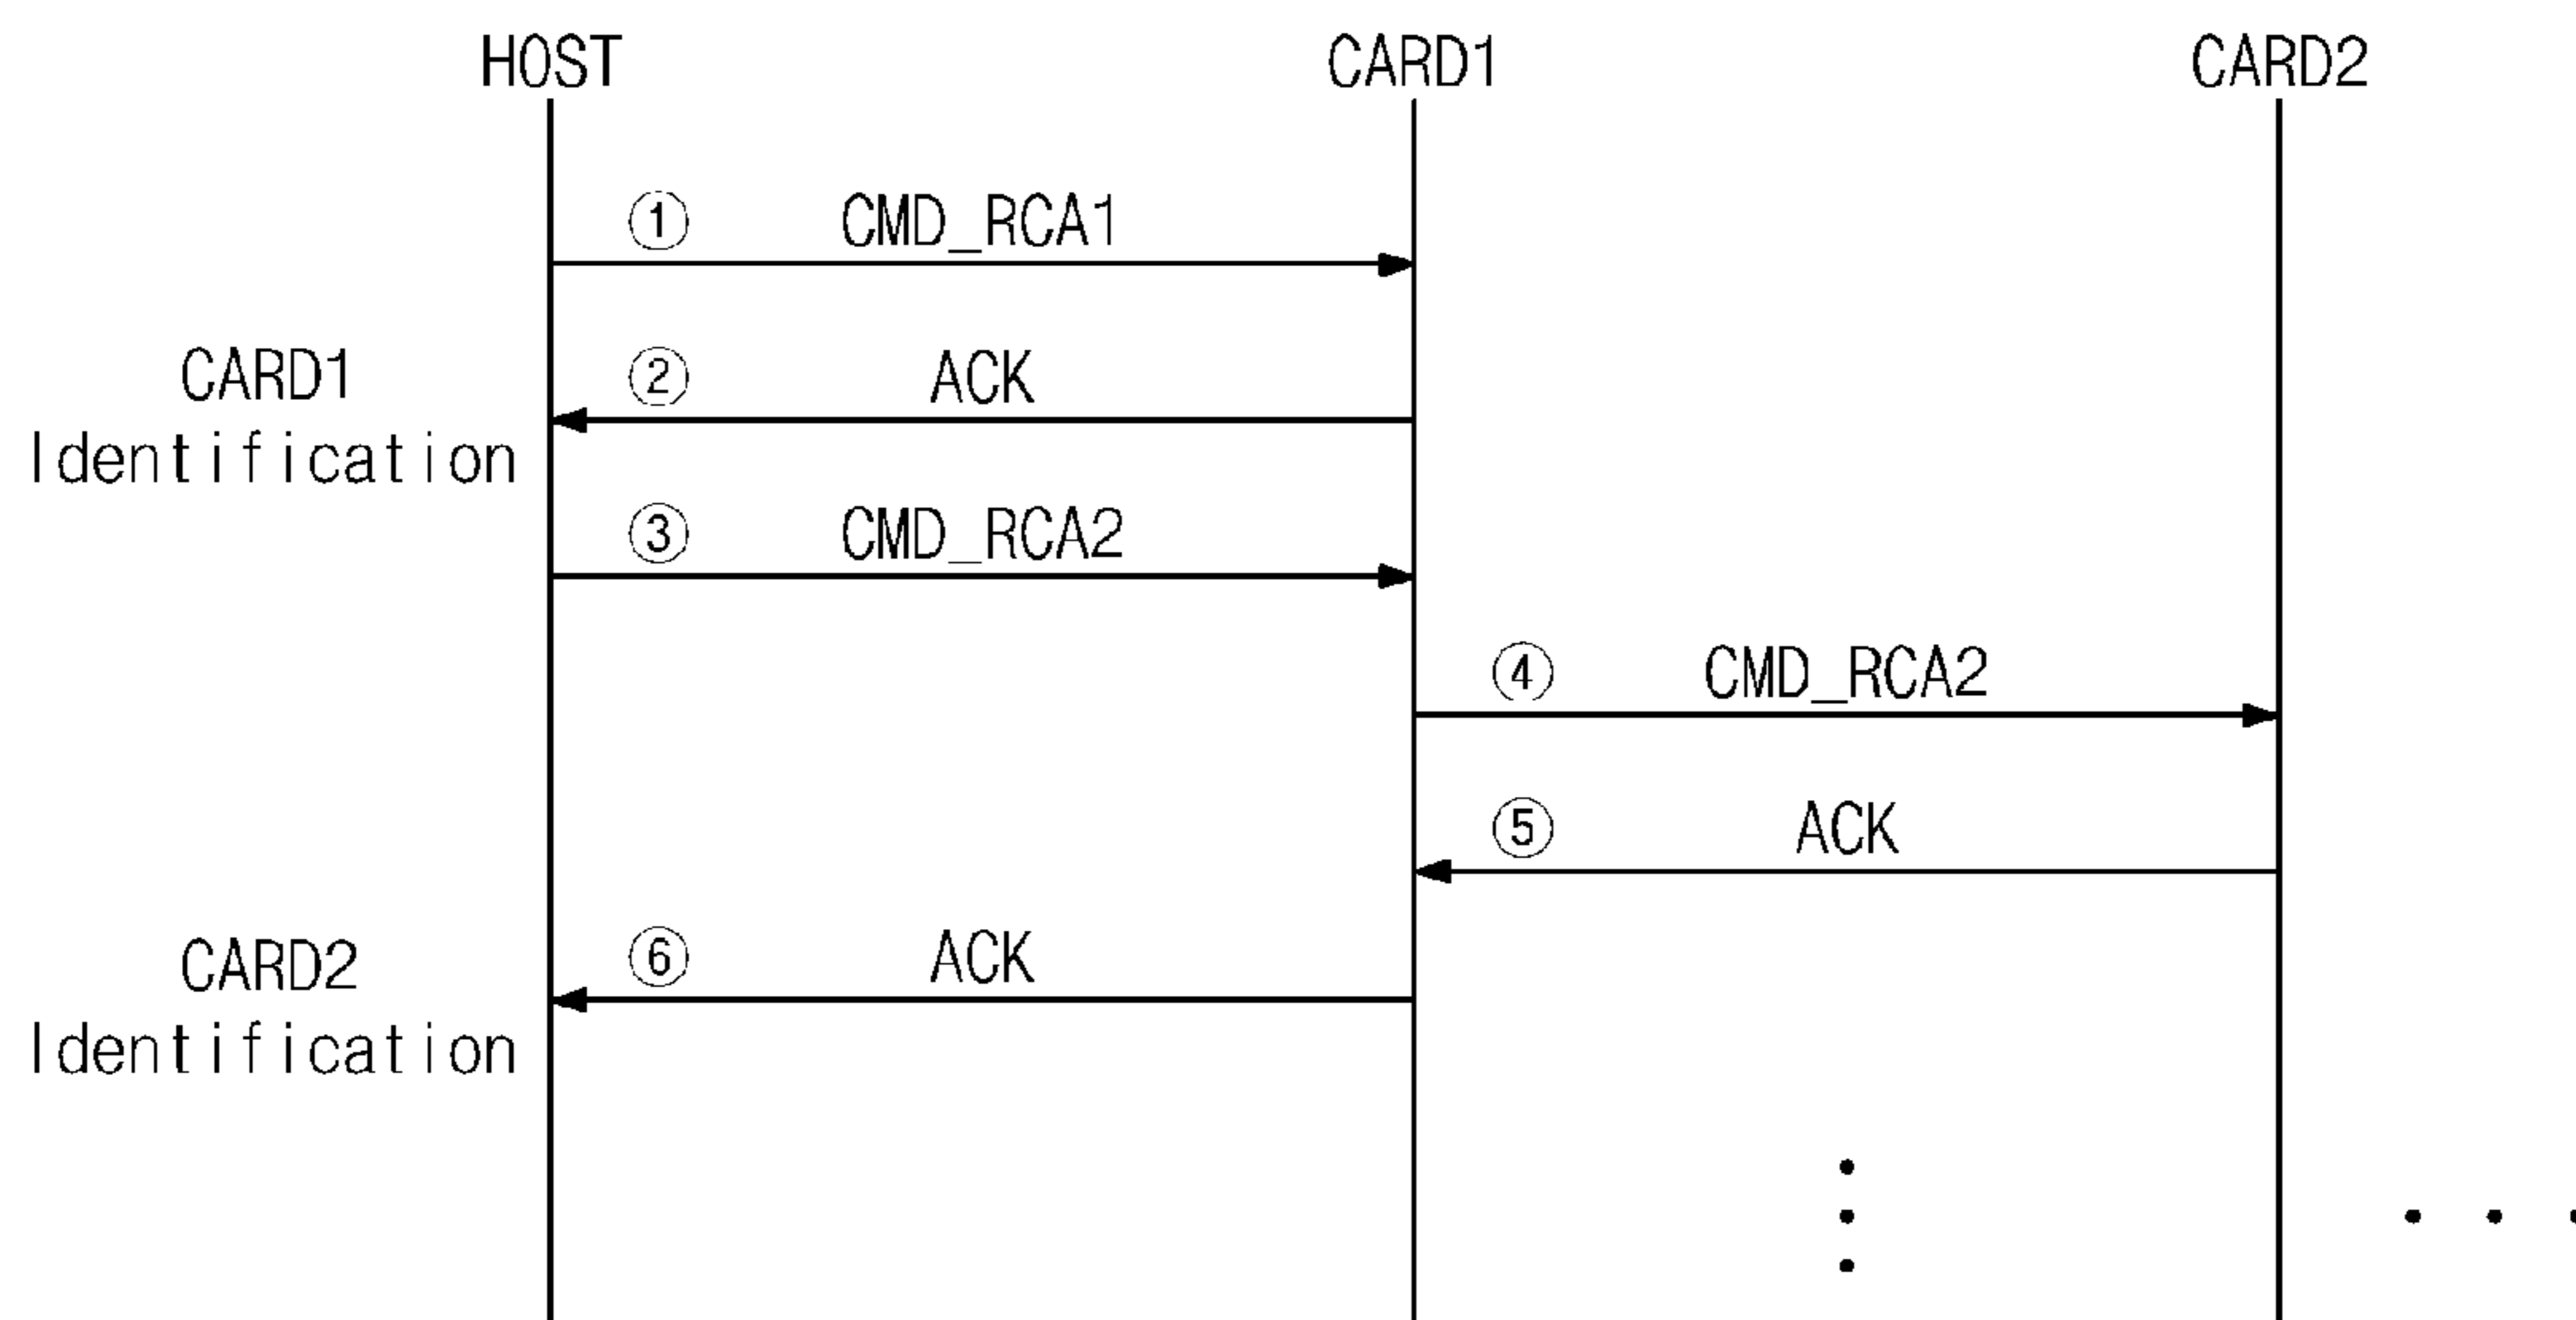 HOST CARD1 CARD2
① CMD_RCA1
CARD1
Identification
② ACK
③ CMD_RCA2
④ CMD_RCA2
⑤ ACK
CARD2
Identification
⑥ ACK